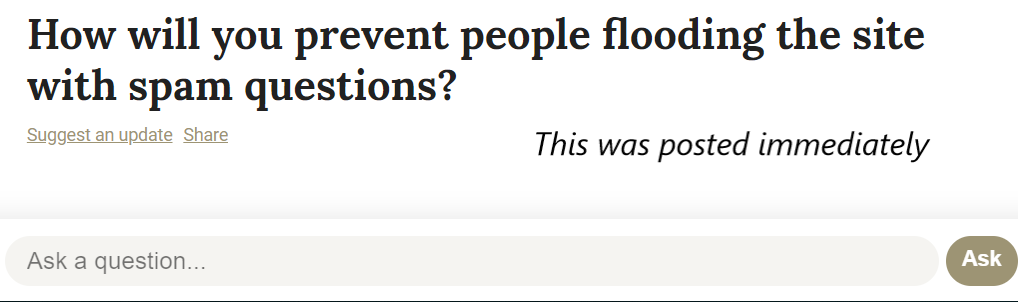 How will you prevent people flooding the site
with spam questions?
Suggest an update Share
This was posted immediately
Ask a question...
Ask